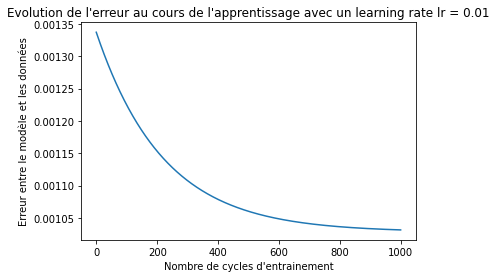 Evolution de l'erreur au cours de l'apprentissage avec un learning rate lr = 0.01
Erreur entre le modèle et les données
0.00135
0.00130
0.00125
0.00120
0.00115
0.00110
0.00105
0 200 400 600 800 1000
Nombre de cycles d'entrainement